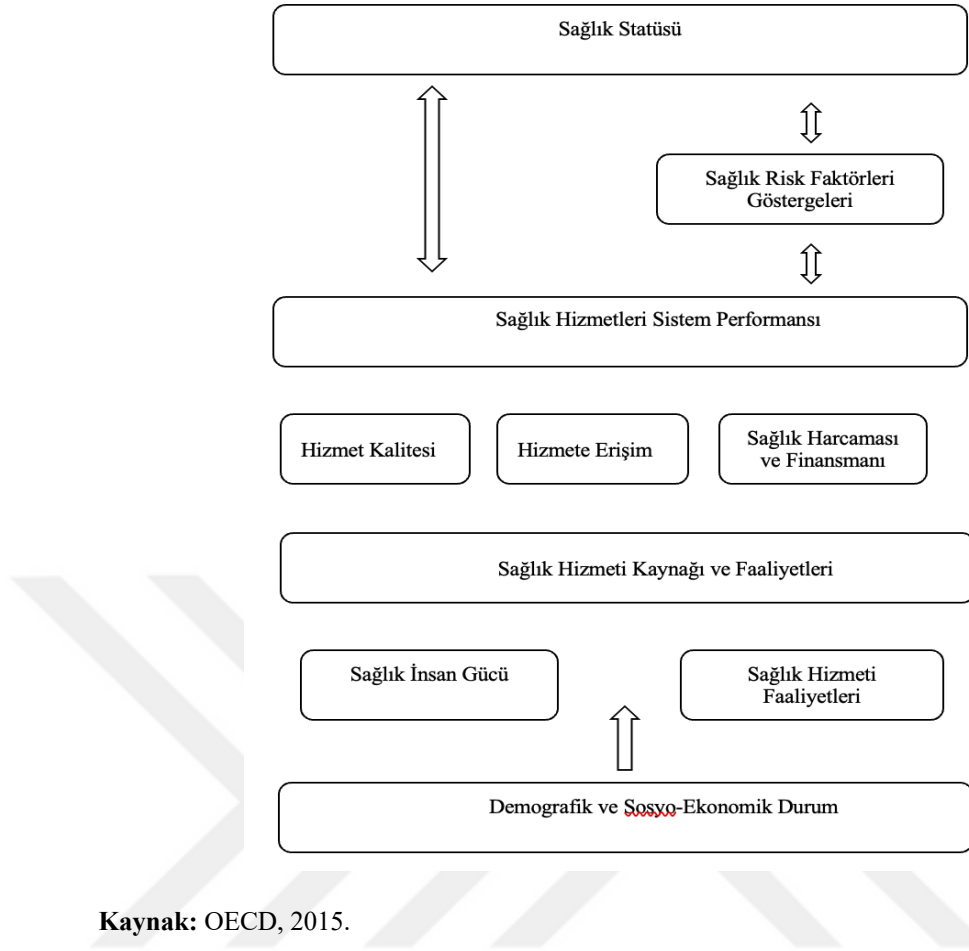 Sağlık Statüsü
Sağlık Risk Faktörleri
Göstergeleri
Sağlık Hizmetleri Sistem Performansı
Hizmet Kalitesi
Hizmete Erişim
Sağlık Harcaması
ve Finansmanı
Sağlık Hizmeti Kaynağı ve Faaliyetleri
Sağlık İnsan Gücü
Sağlık Hizmeti
Faaliyetleri
Demografik ve Sosyo-Ekonomik Durum
Kaynak: OECD, 2015.